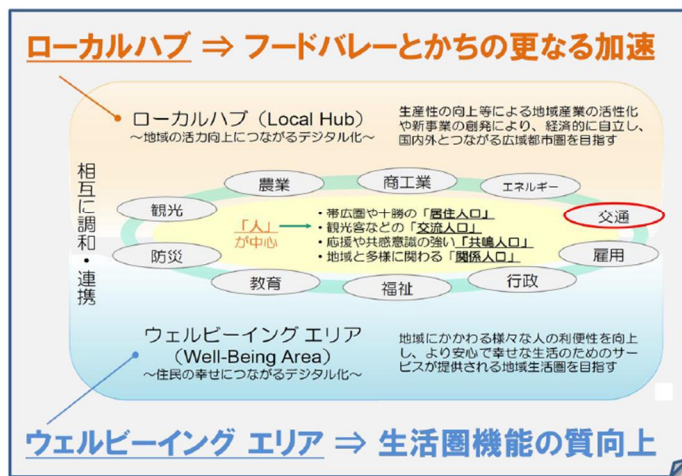 ローカルハブ ⇒ フードバレーとかちの更なる加速
ローカルハブ（Local Hub）
～地域の活力向上につながるデジタル化～
生産性の向上等による地域産業の活性化
や新事業の創発により、経済的に自立し、
国内外とつながる広域都市圏を目指す
相互に調和・連携
農業
商工業
エネルギー
観光
交通
「人」
が中心
・帯広圏や十勝の「居住人口」
・観光客などの「交流人口」
・応援や共感意識の強い「共鳴人口」
・地域と多様に関わる「関係人口」
防災
雇用
教育
福祉
行政
ウェルビーイング エリア
（Well-Being Area）
～住民の幸せにつながるデジタル化～
地域にかかわる様々な人の利便性を向上
し、より安心で幸せな生活のためのサー
ビスが提供される地域生活圏を目指す
ウェルビーイング エリア ⇒ 生活圏機能の質向上